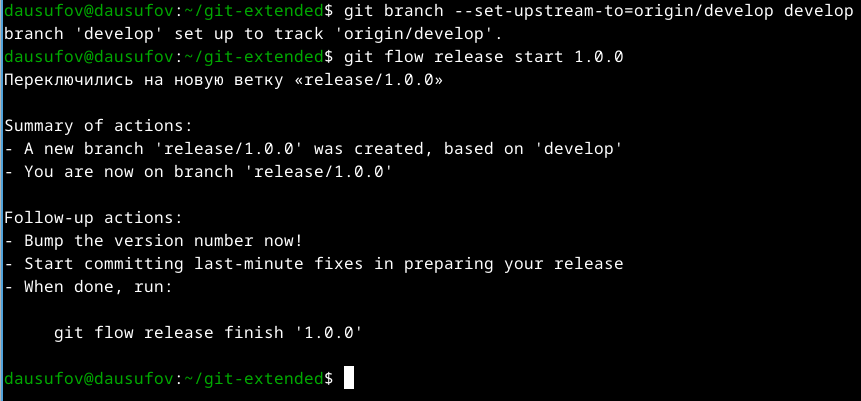 dausufov@dausufov:~/git-extended$ git branch --set-upstream-to=origin/develop develop
branch 'develop' set up to track 'origin/develop'.
dausufov@dausufov:~/git-extended$ git flow release start 1.0.0
Переключились на новую ветку «release/1.0.0»

Summary of actions:
- A new branch 'release/1.0.0' was created, based on 'develop'
- You are now on branch 'release/1.0.0'

Follow-up actions:
- Bump the version number now!
- Start committing last-minute fixes in preparing your release
- When done, run:

     git flow release finish '1.0.0'

dausufov@dausufov:~/git-extended$